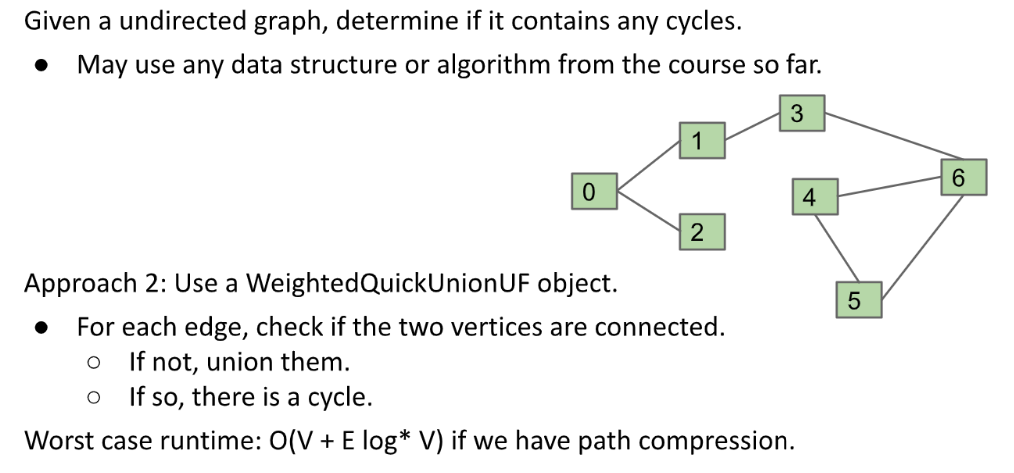 Given a undirected graph, determine if it contains any cycles.
● May use any data structure or algorithm from the course so far.
3
1
6
0
4
2
Approach 2: Use a WeightedQuickUnionUF object.
5
● For each edge, check if the two vertices are connected.
○ If not, union them.
○ If so, there is a cycle.
Worst case runtime: O(V + E log* V) if we have path compression.